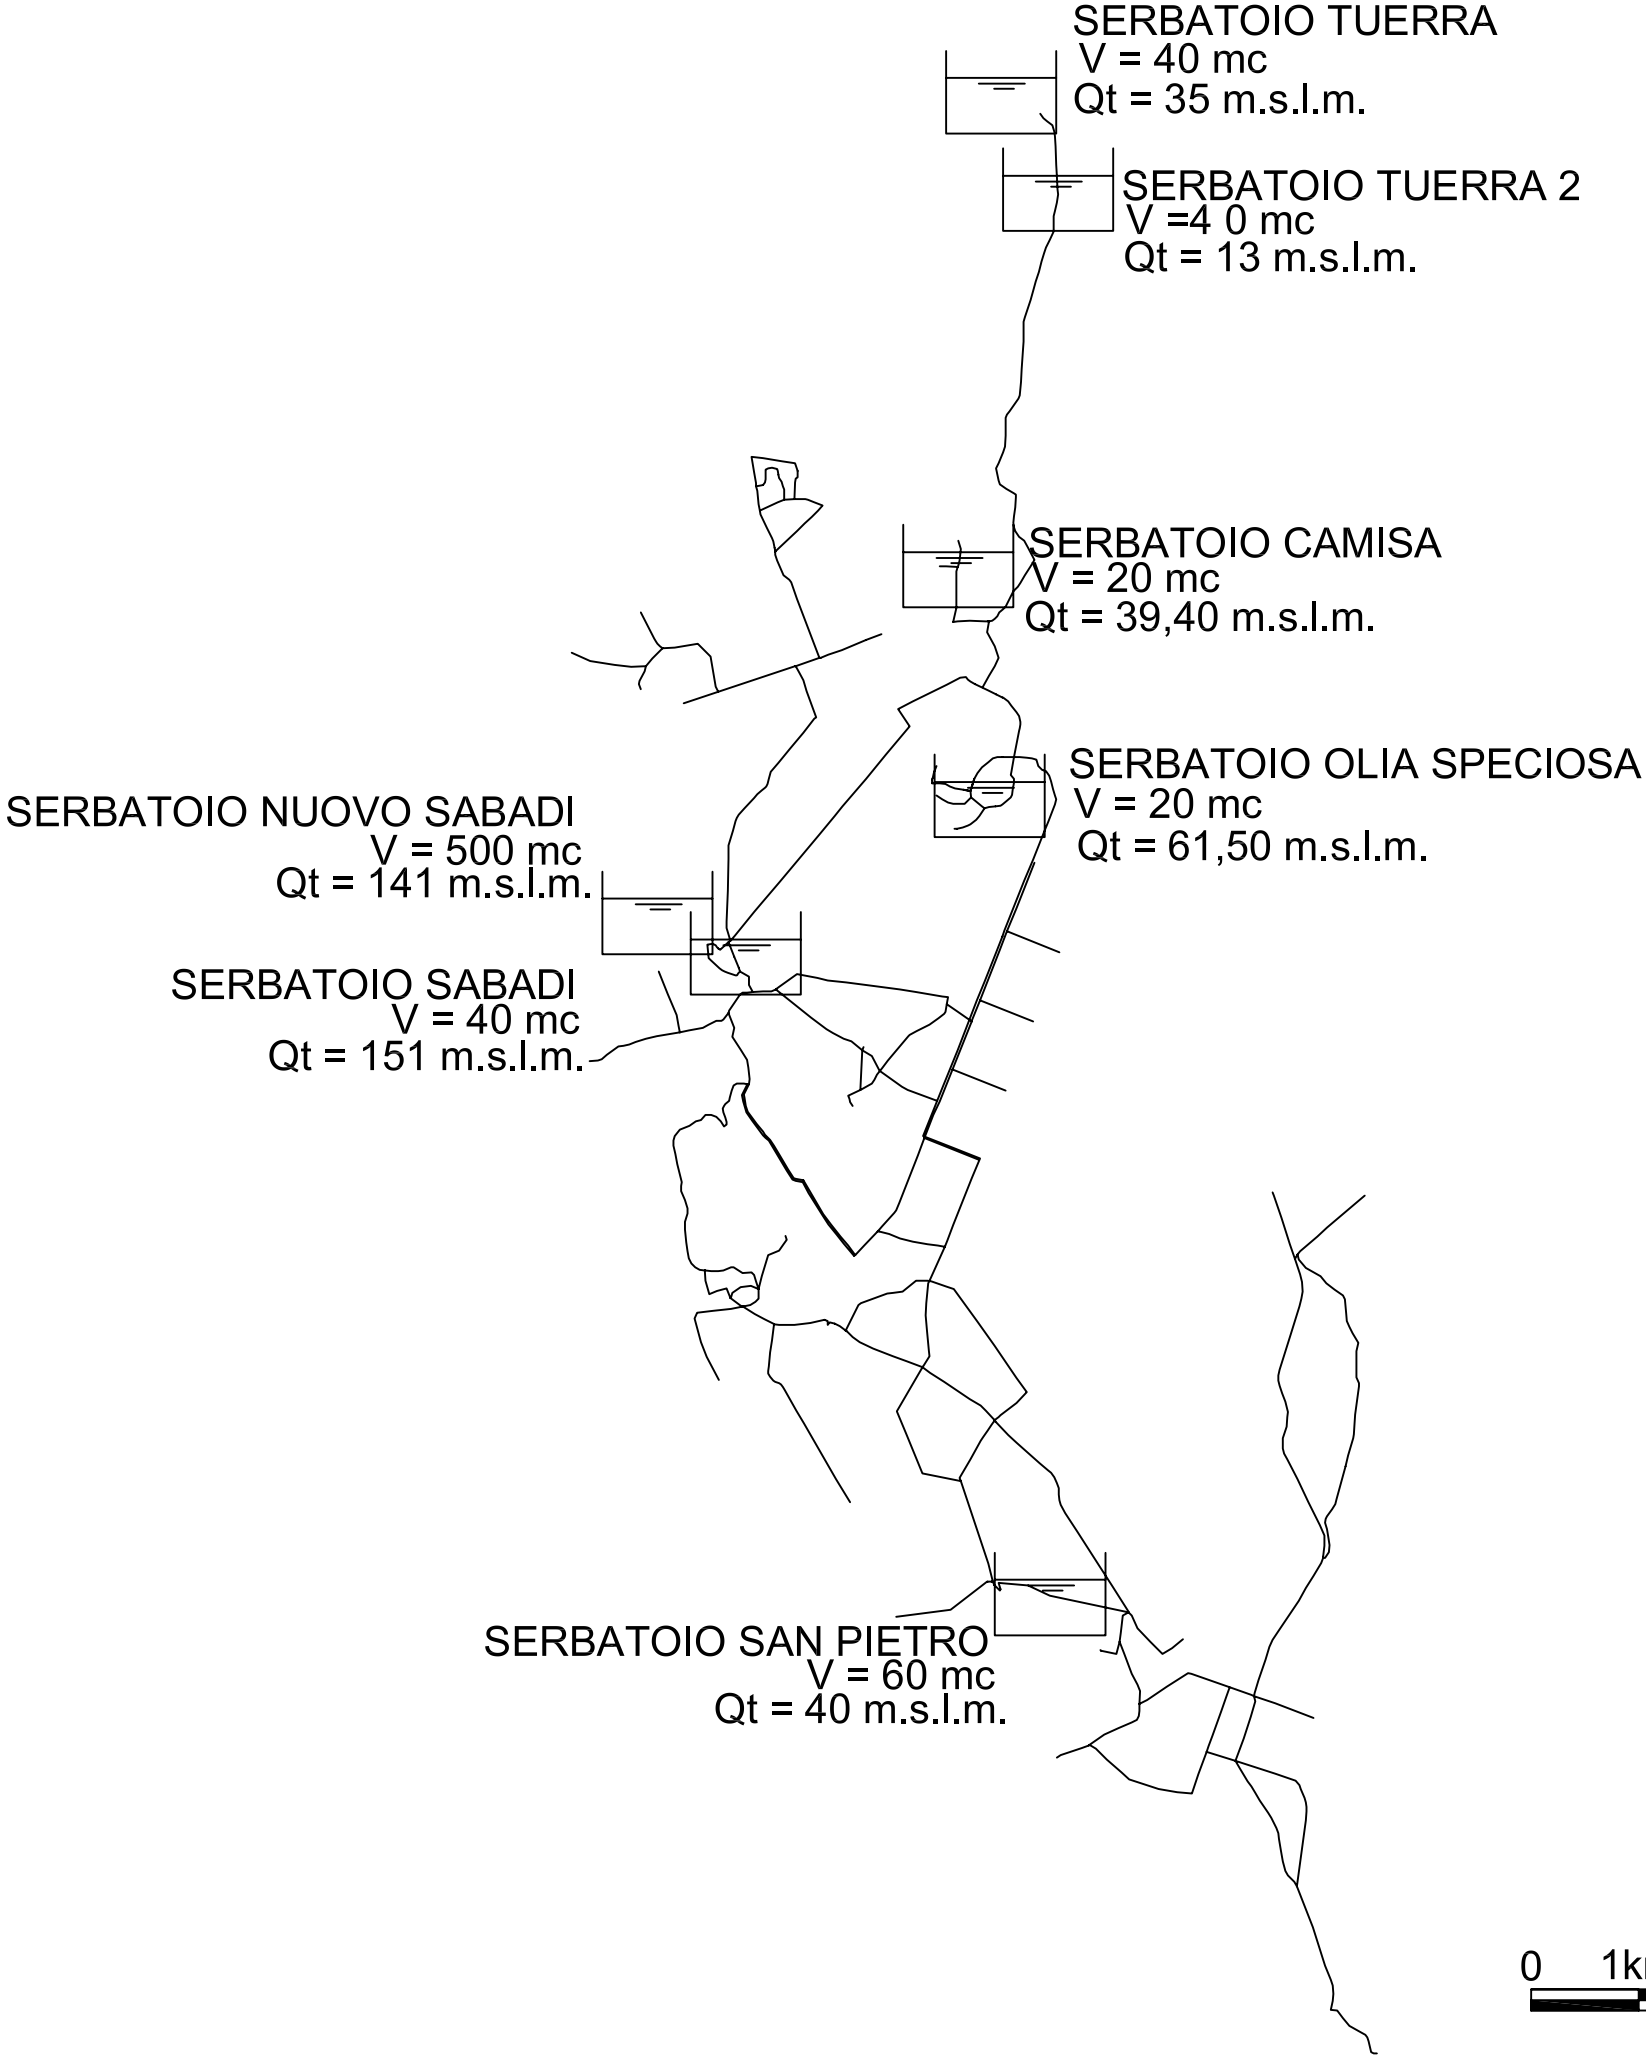 SERBATOIO TUERRA
V = 40 mc
Qt = 35 m.s.l.m.
SERBATOIO TUERRA 2
V =4 0 mc
Qt = 13 m.s.l.m.
SERBATOIO CAMISA
V = 20 mc
Qt = 39,40 m.s.l.m.
SERBATOIO OLIA SPECIOSA
V = 20 mc
Qt = 61,50 m.s.l.m.
SERBATOIO NUOVO SABADI
V = 500 mc
Qt = 141 m.s.l.m.
SERBATOIO SABADI
V = 40 mc
Qt = 151 m.s.l.m.
SERBATOIO SAN PIETRO
V = 60 mc
Qt = 40 m.s.l.m.
0 1k